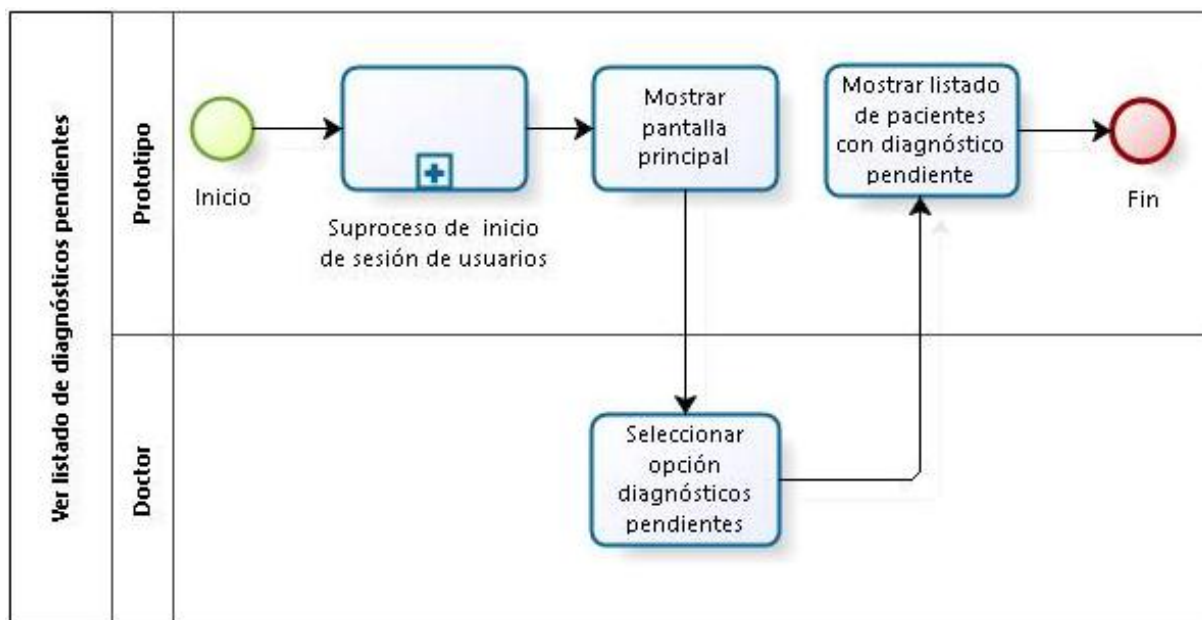 Ver listado de diagnósticos pendientes
Prototipo
Inicio
Suproceso de inicio
de sesión de usuarios
Mostrar
pantalla
principal
Mostrar listado
de pacientes
con diagnóstico
pendiente
Fin
Doctor
Seleccionar
opción
diagnósticos
pendientes